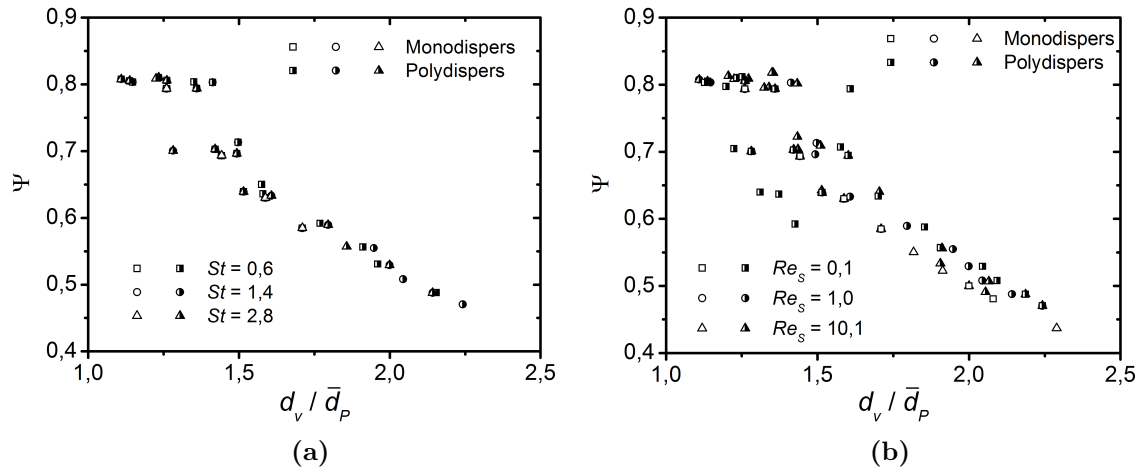 0,9
0,8
0,7
0,6
0,5
0,4
Ψ
1,0 1,5 2,0 2,5
d_v / d̄_P
Monodispers
Polydispers
St = 0,6
St = 1,4
St = 2,8
(a)
0,9
0,8
0,7
0,6
0,5
0,4
Ψ
1,0 1,5 2,0 2,5
d_v / d̄_P
Monodispers
Polydispers
Re_S = 0,1
Re_S = 1,0
Re_S = 10,1
(b)